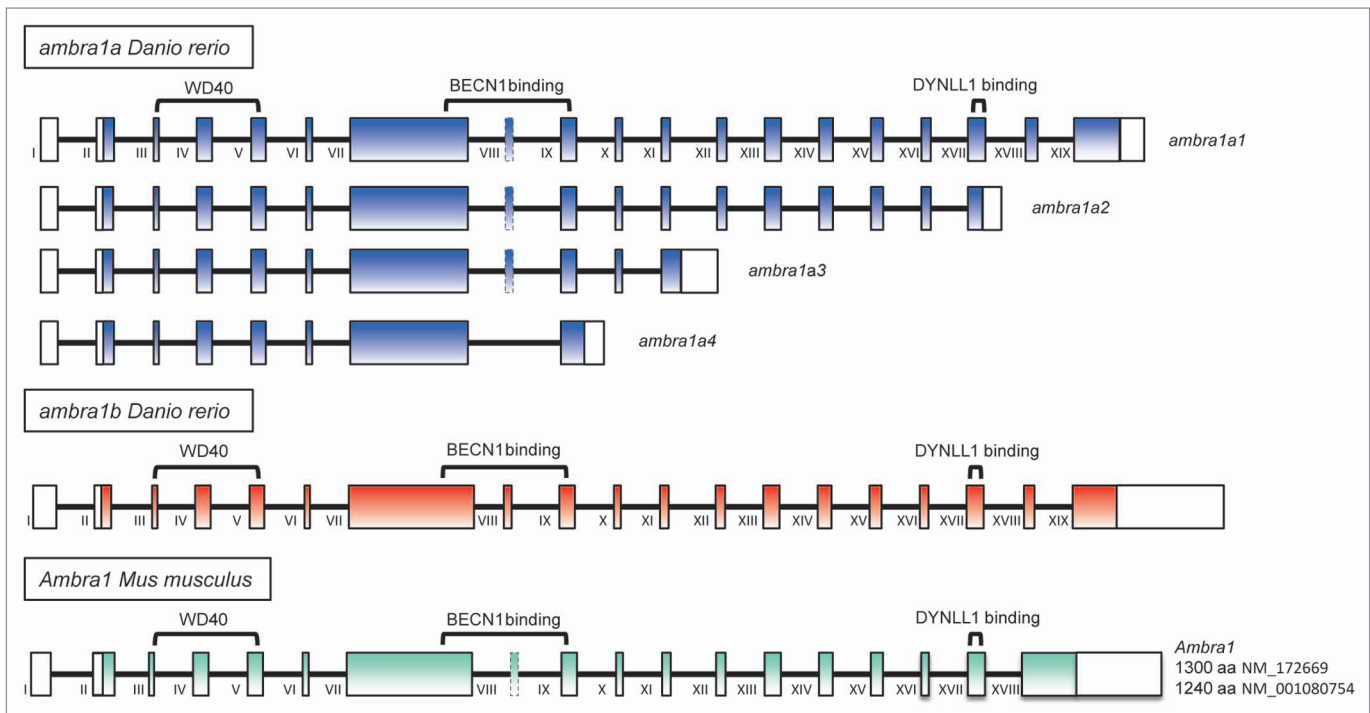 ambra1a Danio rerio
WD40
BECN1binding
DYNLL1 binding
I II III IV V VI VII VIII IX X XI XII XIII XIV XV XVI XVII XVIII XIX
ambra1a1
ambra1a2
ambra1a3
ambra1a4
ambra1b Danio rerio
WD40
BECN1binding
DYNLL1 binding
I II III IV V VI VII VIII IX X XI XII XIII XIV XV XVI XVII XVIII XIX
Ambra1 Mus musculus
WD40
BECN1binding
DYNLL1 binding
I II III IV V VI VII VIII IX X XI XII XIII XIV XV XVI XVII XVIII
Ambra1
1300 aa NM_172669
1240 aa NM_001080754